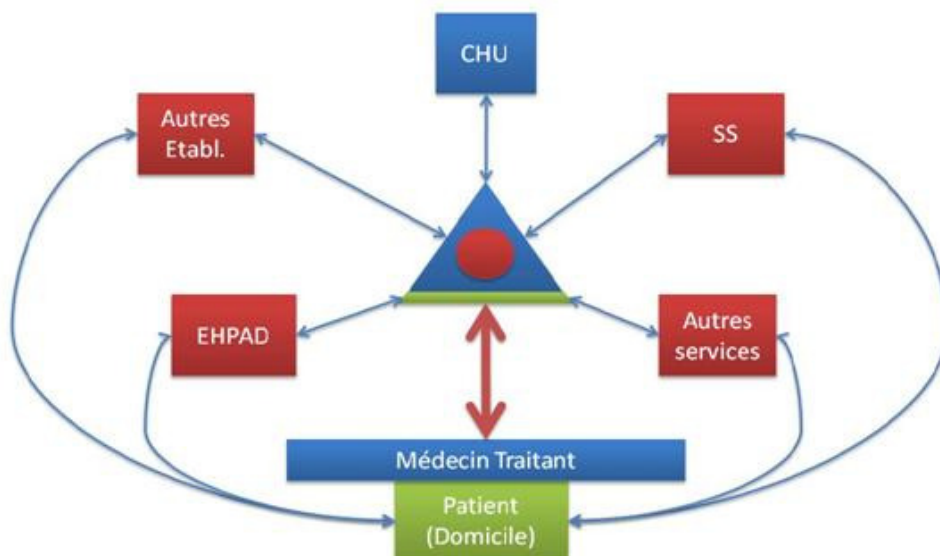 CHU
Autres
Etabl.
SS
EHPAD
Autres
services
Médecin Traitant
Patient
(Domicile)